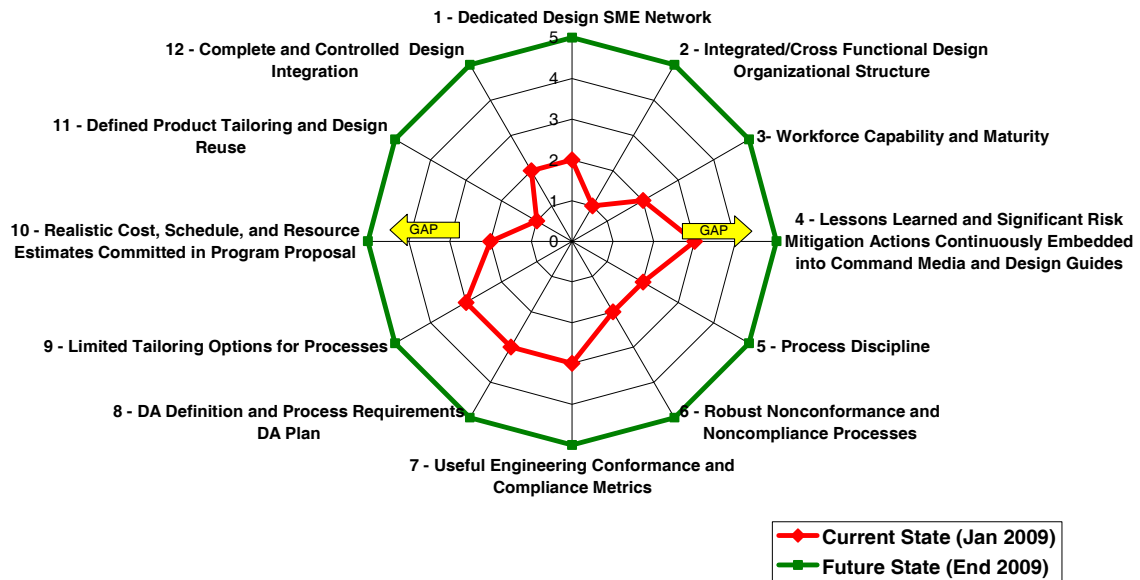 1 - Dedicated Design SME Network
2 - Integrated/Cross Functional Design
Organizational Structure
3- Workforce Capability and Maturity
4 - Lessons Learned and Significant Risk
Mitigation Actions Continuously Embedded
into Command Media and Design Guides
5 - Process Discipline
6 - Robust Nonconformance and
Noncompliance Processes
7 - Useful Engineering Conformance and
Compliance Metrics
8 - DA Definition and Process Requirements
DA Plan
9 - Limited Tailoring Options for Processes
10 - Realistic Cost, Schedule, and Resource
Estimates Committed in Program Proposal
11 - Defined Product Tailoring and Design
Reuse
12 - Complete and Controlled Design
Integration
5
4
3
2
1
0
GAP
GAP
Current State (Jan 2009)
Future State (End 2009)